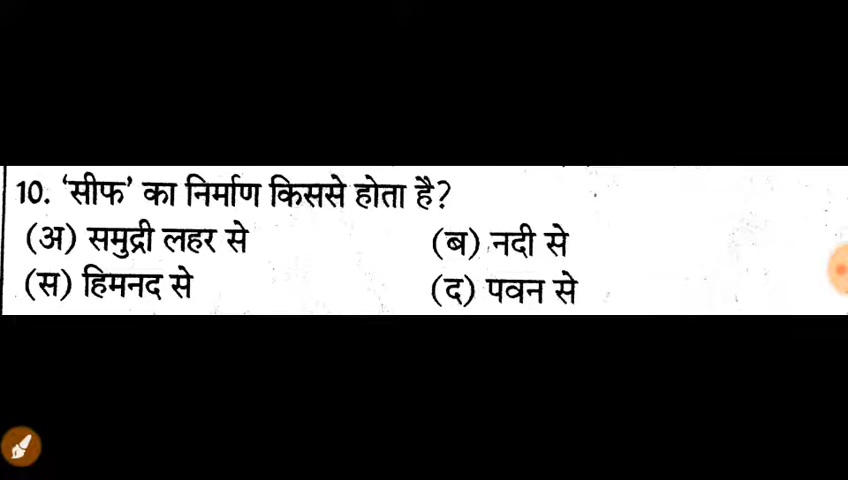 10. ‘सीफ’ का निर्माण किससे होता है?
(अ) समुद्री लहर से (ब) नदी से
(स) हिमनद से (द) पवन से